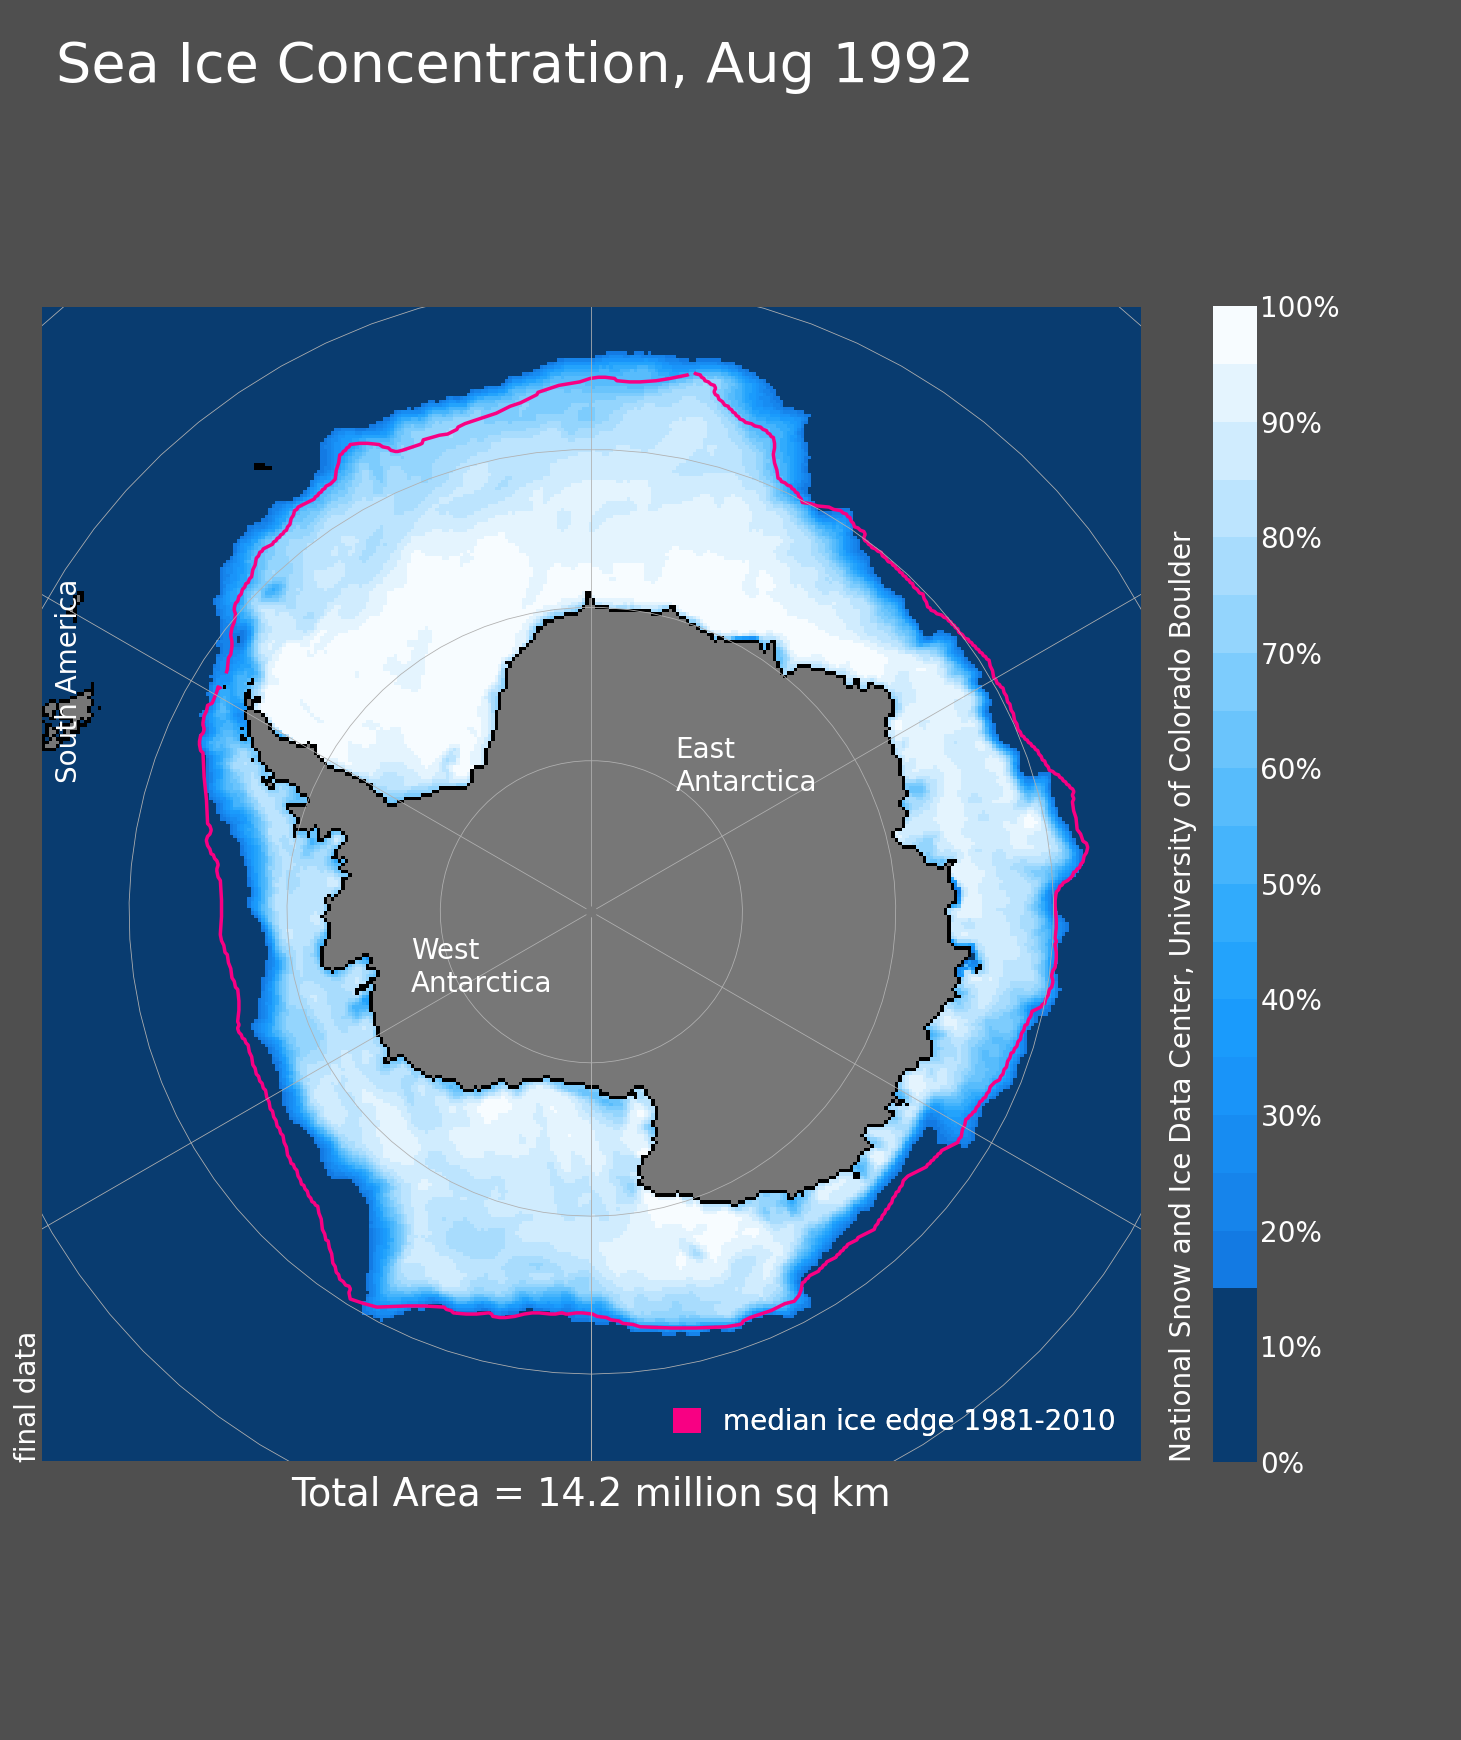 Sea Ice Concentration, Aug 1992
South America
East
Antarctica
West
Antarctica
median ice edge 1981-2010
final data
Total Area = 14.2 million sq km
National Snow and Ice Data Center, University of Colorado Boulder
100%
90%
80%
70%
60%
50%
40%
30%
20%
10%
0%